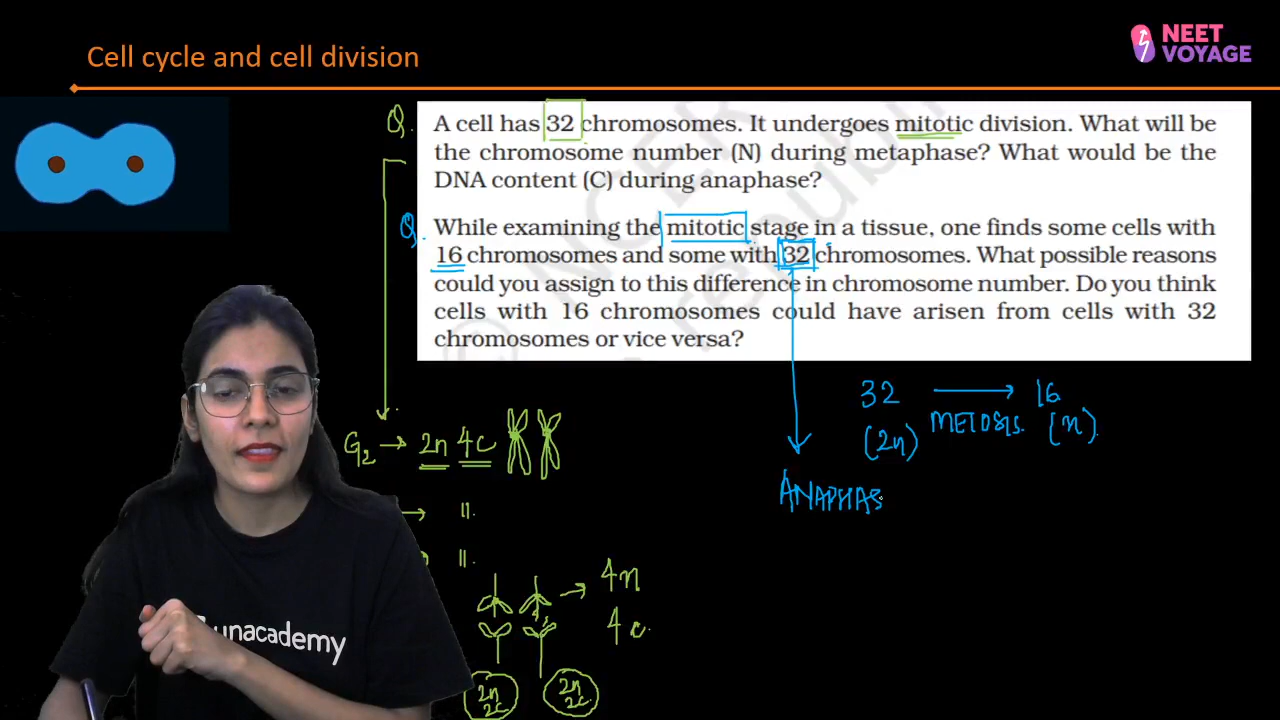 Cell cycle and cell division
NEET
VOYAGE
Q. A cell has 32 chromosomes. It undergoes mitotic division. What will be
the chromosome number (N) during metaphase? What would be the
DNA content (C) during anaphase?
Q. While examining the mitotic stage in a tissue, one finds some cells with
16 chromosomes and some with 32 chromosomes. What possible reasons
could you assign to this difference in chromosome number. Do you think
cells with 16 chromosomes could have arisen from cells with 32
chromosomes or vice versa?
32 → 16
(2n) MEIOSIS (n)
G₂ → 2n 4c
ANAPHAS
→ 11.
11.
→ 4n
4c.
2n 2n
2c 2c
unacademy